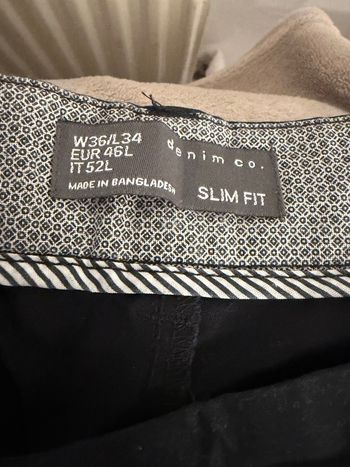 W36/L34
EUR 46L
IT 52L
MADE IN BANGLADESH
denim co.
SLIM FIT